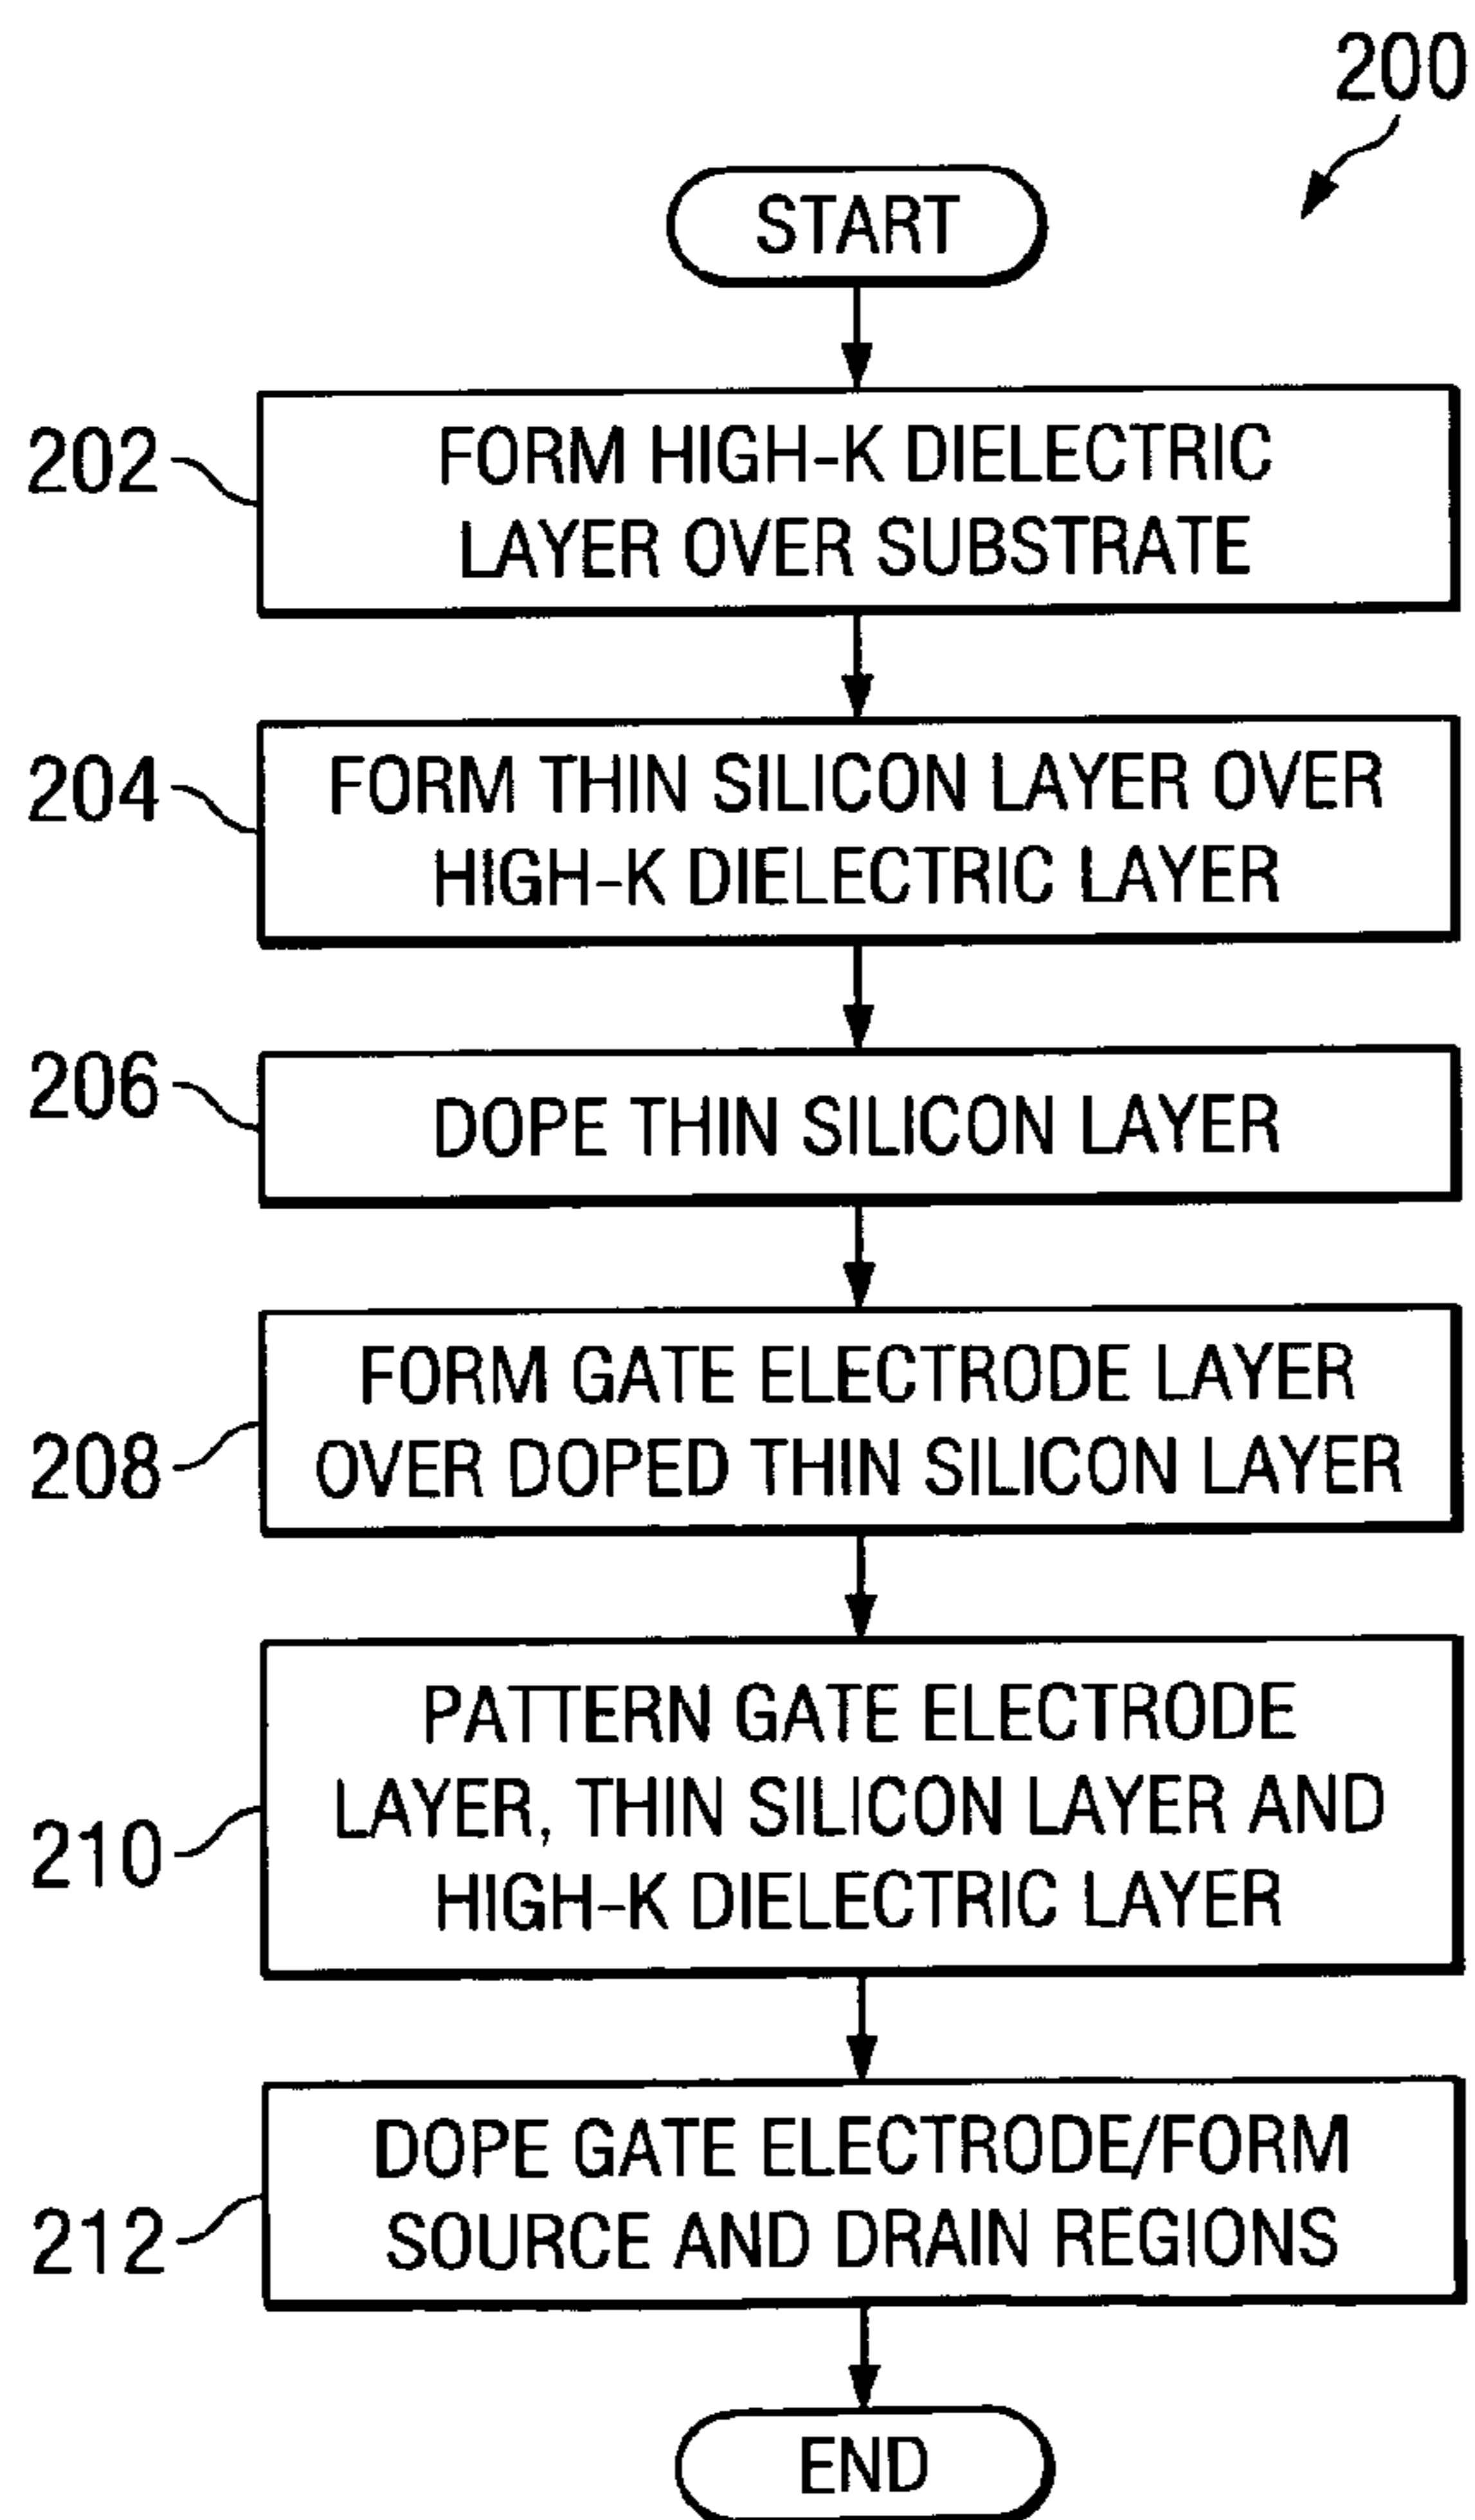 200
START
202
FORM HIGH-K DIELECTRIC
LAYER OVER SUBSTRATE
204
FORM THIN SILICON LAYER OVER
HIGH-K DIELECTRIC LAYER
206
DOPE THIN SILICON LAYER
208
FORM GATE ELECTRODE LAYER
OVER DOPED THIN SILICON LAYER
210
PATTERN GATE ELECTRODE
LAYER, THIN SILICON LAYER AND
HIGH-K DIELECTRIC LAYER
212
DOPE GATE ELECTRODE/FORM
SOURCE AND DRAIN REGIONS
END